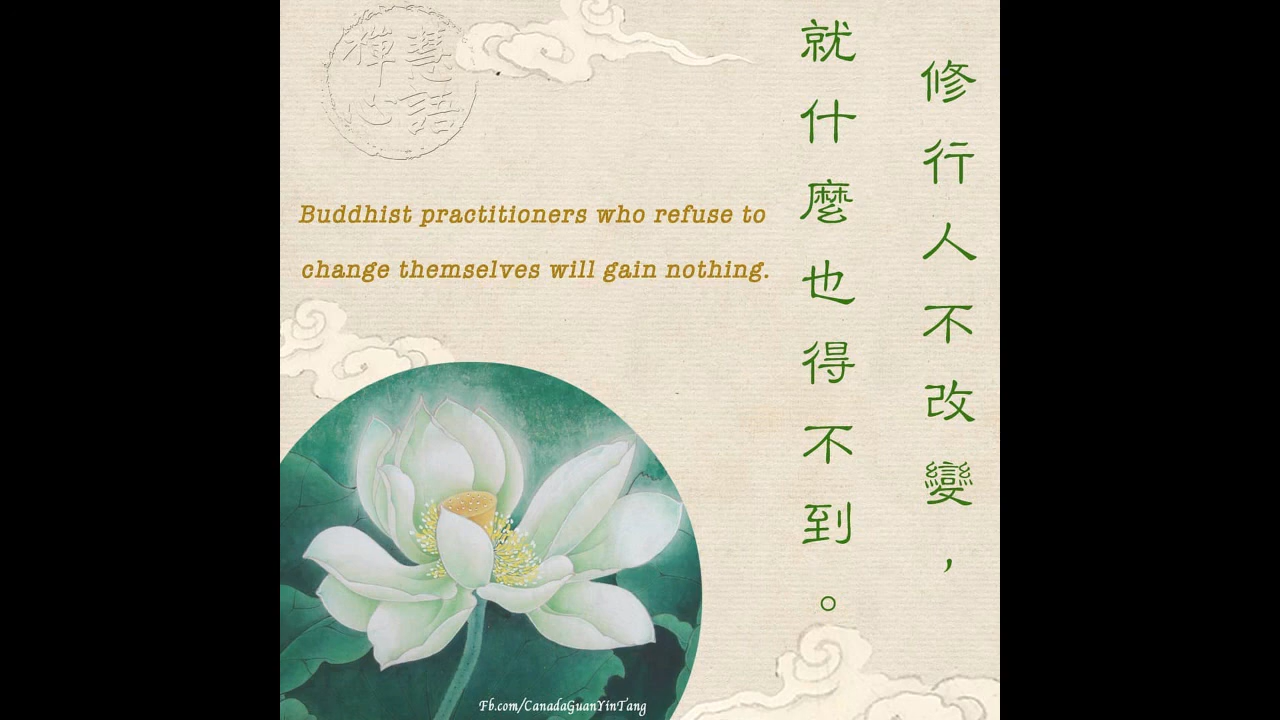 修行人不改變，
就什麼也得不到。
慧語
禪心
Buddhist practitioners who refuse to
change themselves will gain nothing.
Fb.com/CanadaGuanYinTang